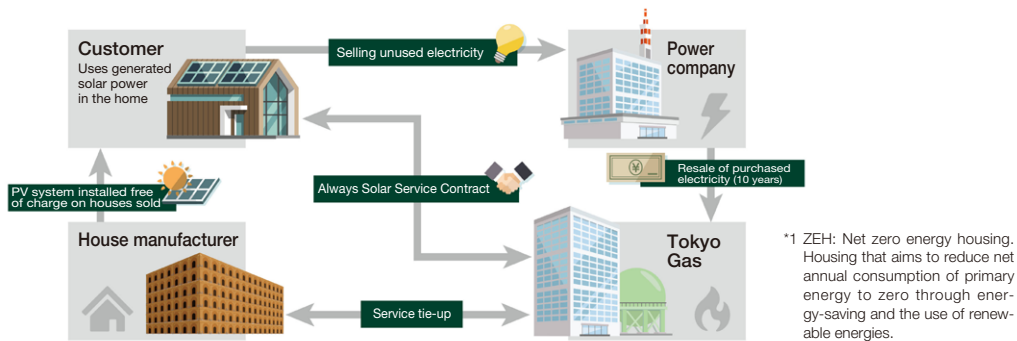 Customer
Uses generated
solar power
in the home
Selling unused electricity
Power
company
¥
Resale of purchased
electricity (10 years)
PV system installed free
of charge on houses sold
Always Solar Service Contract
House manufacturer
Service tie-up
Tokyo
Gas
*1 ZEH: Net zero energy housing.
Housing that aims to reduce net
annual consumption of primary
energy to zero through ener-
gy-saving and the use of renew-
able energies.